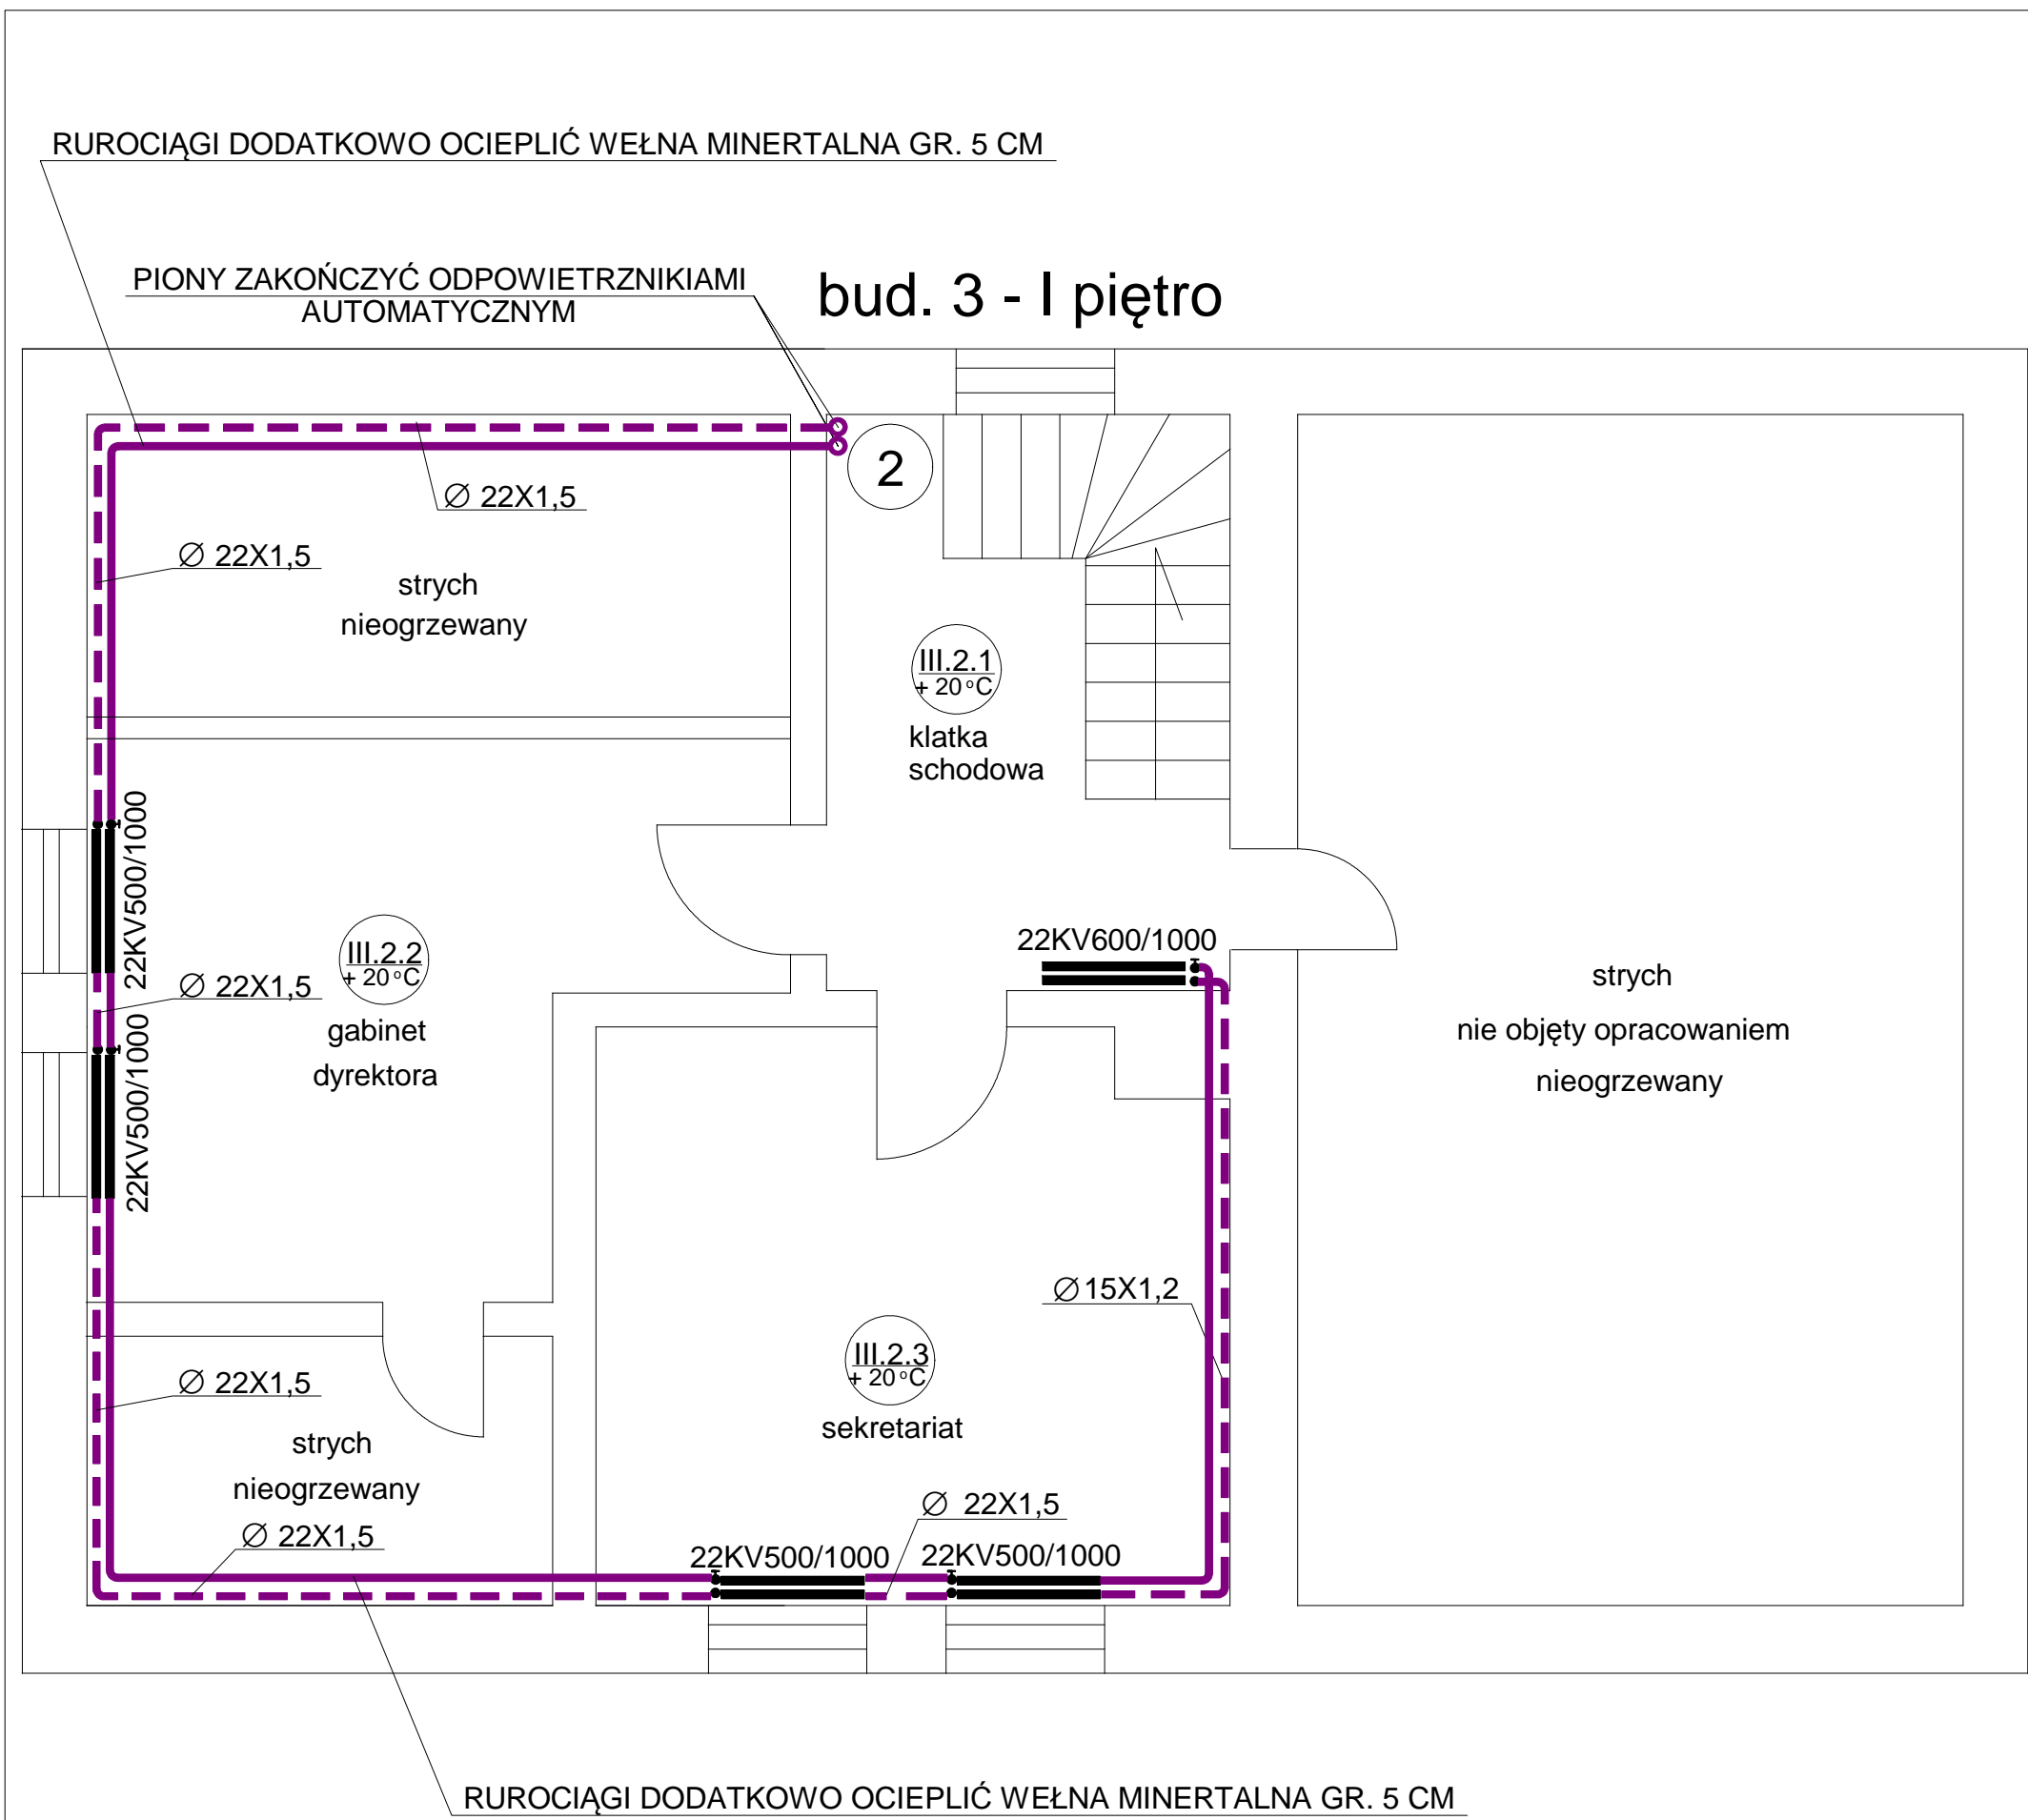 RUROCIĄGI DODATKOWO OCIEPLIĆ WEŁNA MINERTALNA GR. 5 CM
PIONY ZAKOŃCZYĆ ODPOWIETRZNIKIAMI
AUTOMATYCZNYM
bud. 3 - I piętro
2
Ø 22X1,5
Ø 22X1,5
strych
nieogrzewany
III.2.1
+ 20°C
klatka
schodowa
22KV500/1000
III.2.2
+ 20°C
Ø 22X1,5
gabinet
dyrektora
22KV500/1000
22KV600/1000
strych
nie objęty opracowaniem
nieogrzewany
Ø15X1,2
III.2.3
+ 20°C
sekretariat
Ø 22X1,5
strych
nieogrzewany
Ø 22X1,5
Ø 22X1,5
22KV500/1000
22KV500/1000
RUROCIĄGI DODATKOWO OCIEPLIĆ WEŁNA MINERTALNA GR. 5 CM